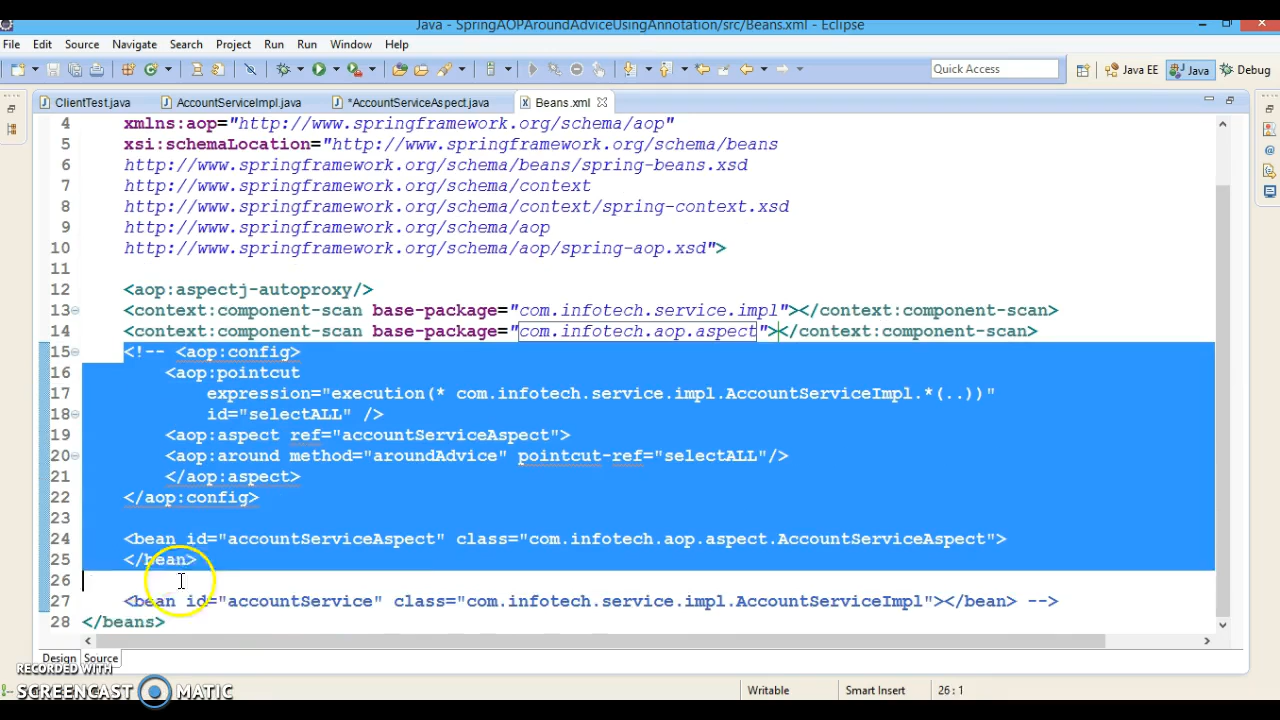 Java - SpringAOPAroundAdviceUsingAnnotation/src/Beans.xml - Eclipse
File Edit Source Navigate Search Project Run Run Window Help
Quick Access Java EE Java Debug
ClientTest.java AccountServiceImpl.java *AccountServiceAspect.java Beans.xml
4 xmlns:aop="http://www.springframework.org/schema/aop"
5 xsi:schemaLocation="http://www.springframework.org/schema/beans
6 http://www.springframework.org/schema/beans/spring-beans.xsd
7 http://www.springframework.org/schema/context
8 http://www.springframework.org/schema/context/spring-context.xsd
9 http://www.springframework.org/schema/aop
10 http://www.springframework.org/schema/aop/spring-aop.xsd">
11
12 <aop:aspectj-autoproxy/>
13 <context:component-scan base-package="com.infotech.service.impl"></context:component-scan>
14 <context:component-scan base-package="com.infotech.aop.aspect"></context:component-scan>
15 <!-- <aop:config>
16 <aop:pointcut
17 expression="execution(* com.infotech.service.impl.AccountServiceImpl.*(..))"
18 id="selectALL" />
19 <aop:aspect ref="accountServiceAspect">
20 <aop:around method="aroundAdvice" pointcut-ref="selectALL"/>
21 </aop:aspect>
22 </aop:config>
23
24 <bean id="accountServiceAspect" class="com.infotech.aop.aspect.AccountServiceAspect">
25 </bean>
26
27 <bean id="accountService" class="com.infotech.service.impl.AccountServiceImpl"></bean> -->
28 </beans>
Design Source
RECORDED WITH
SCREENCAST MATIC
Writable Smart Insert 26 : 1